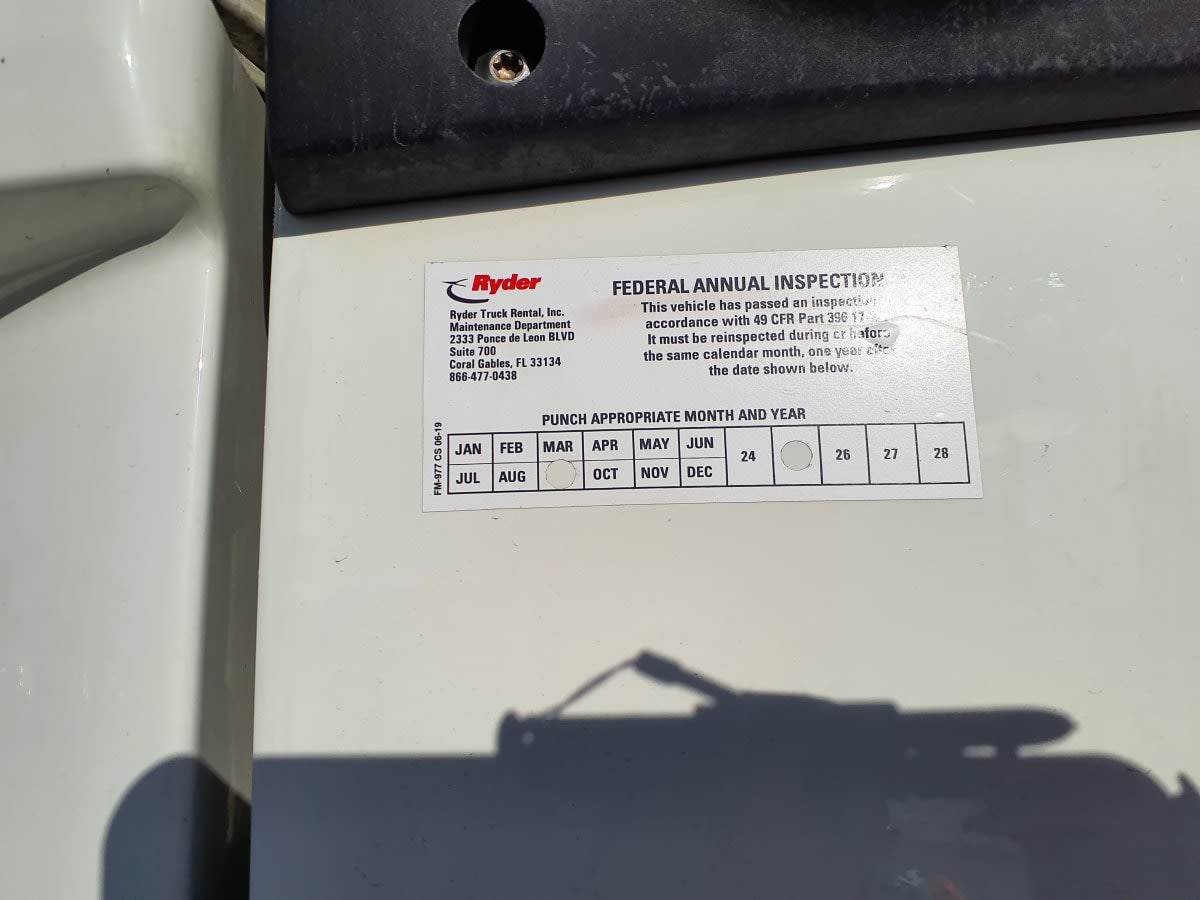 Ryder
Ryder Truck Rental, Inc.
Maintenance Department
2333 Ponce de Leon BLVD
Suite 700
Coral Gables, FL 33134
866-477-0438
FEDERAL ANNUAL INSPECTION
This vehicle has passed an inspection
accordance with 49 CFR Part 396 17
It must be reinspected during or before
the same calendar month, one year after
the date shown below.
PUNCH APPROPRIATE MONTH AND YEAR
JAN FEB MAR APR MAY JUN 24 26 27 28
JUL AUG OCT NOV DEC
FM-977 CS 06-19